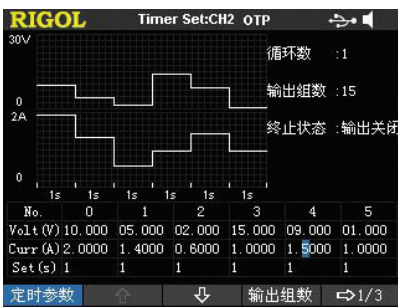 RIGOL Timer Set:CH2 OTP
30V
循环数 :1
输出组数 :15
0
2A
终止状态 :输出关闭
0
1s 1s 1s 1s 1s 1s
No. 0 1 2 3 4 5
Volt(V) 10.000 05.000 02.000 15.000 09.000 01.000
Curr(A) 2.0000 1.4000 0.6000 1.0000 1.5000 1.0000
Set(s) 1 1 1 1 1 1
定时参数 输出组数 1/3